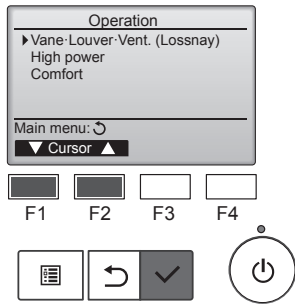 Operation
▶Vane·Louver·Vent. (Lossnay)
High power
Comfort
Main menu:
▼ Cursor ▲
F1 F2 F3 F4